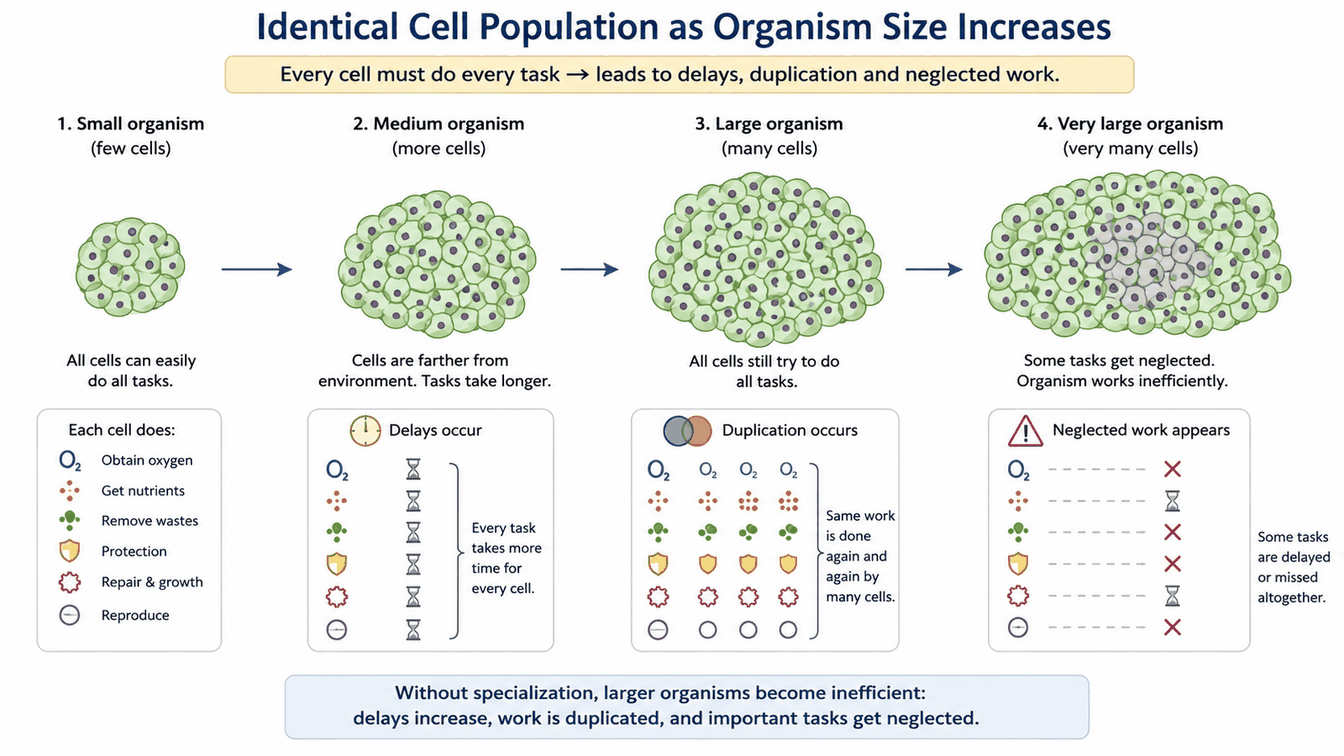 Identical Cell Population as Organism Size Increases
Every cell must do every task → leads to delays, duplication and neglected work.
1. Small organism
(few cells)
2. Medium organism
(more cells)
3. Large organism
(many cells)
4. Very large organism
(very many cells)
All cells can easily
do all tasks.
Cells are farther from
environment. Tasks take longer.
All cells still try to do
all tasks.
Some tasks get neglected.
Organism works inefficiently.
Each cell does:
O₂ Obtain oxygen
Get nutrients
Remove wastes
Protection
Repair & growth
Reproduce
Delays occur
O₂
Every task
takes more
time for
every cell.
Duplication occurs
O₂ O₂ O₂ O₂
Same work
is done
again and
again by
many cells.
Neglected work appears
O₂
Some tasks
are delayed
or missed
altogether.
Without specialization, larger organisms become inefficient:
delays increase, work is duplicated, and important tasks get neglected.